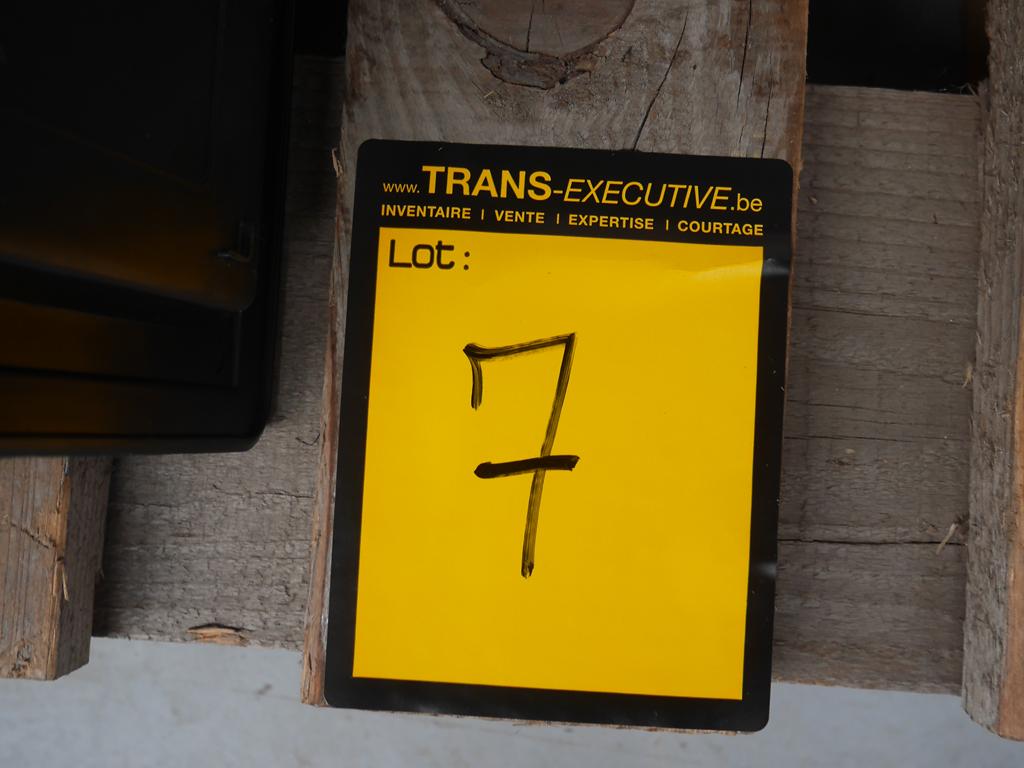 www.TRANS-EXECUTIVE.be
INVENTAIRE | VENTE | EXPERTISE | COURTAGE
Lot:
7